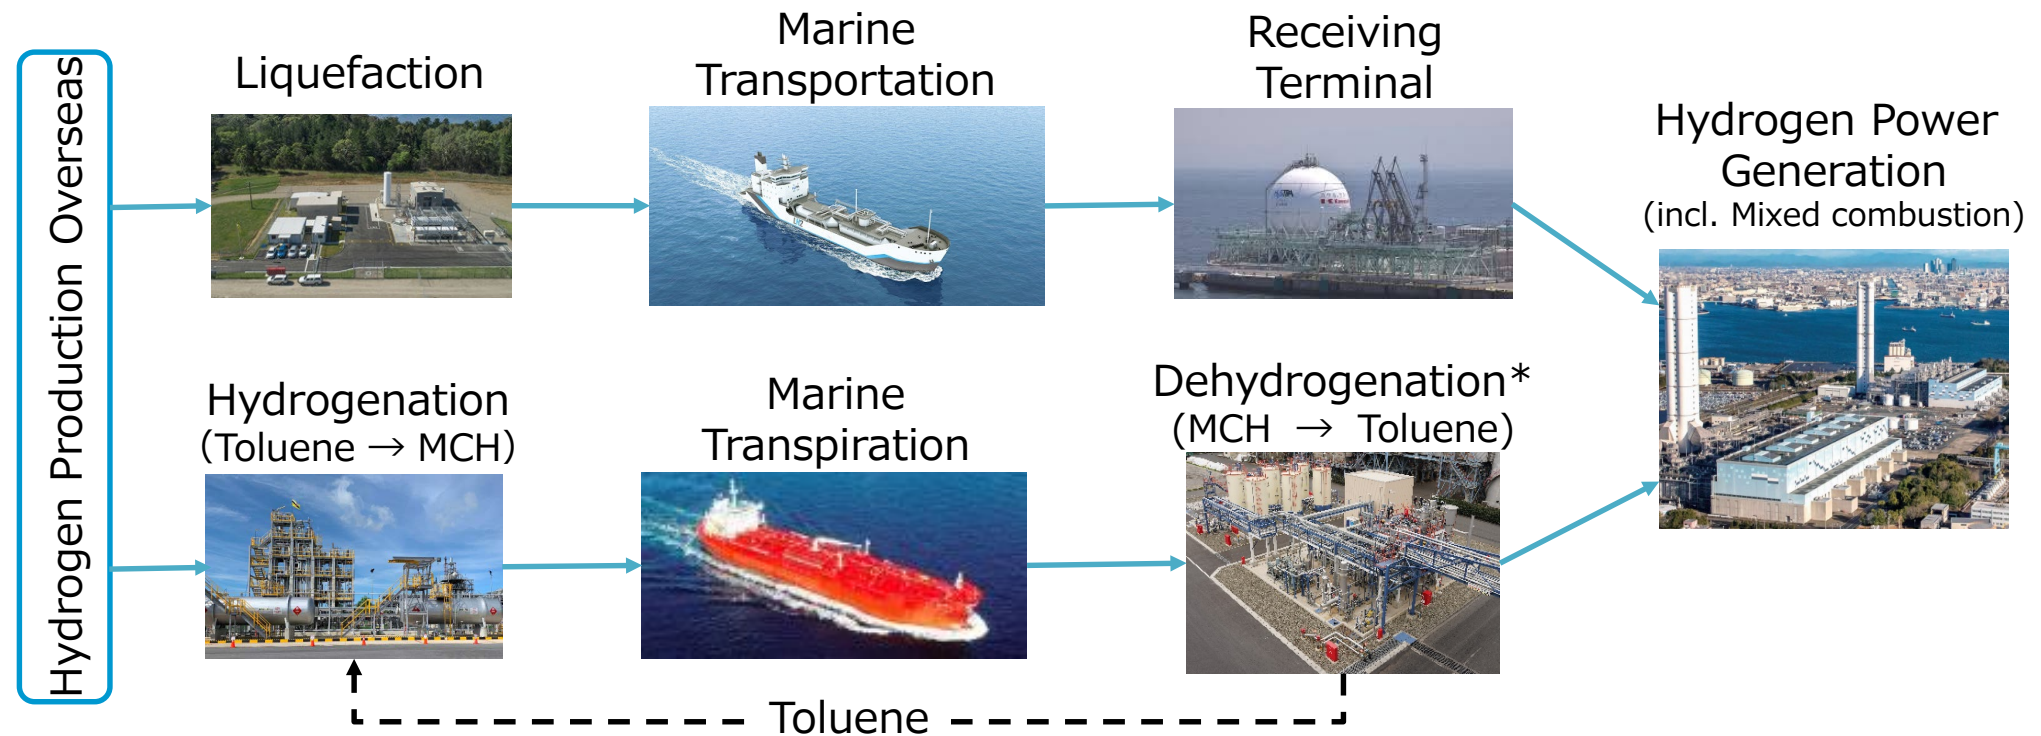 Hydrogen Production Overseas
Liquefaction
Marine
Transportation
Receiving
Terminal
Hydrogen Power
Generation
(incl. Mixed combustion)
Hydrogenation
(Toluene → MCH)
Marine
Transpiration
Dehydrogenation*
(MCH → Toluene)
Toluene